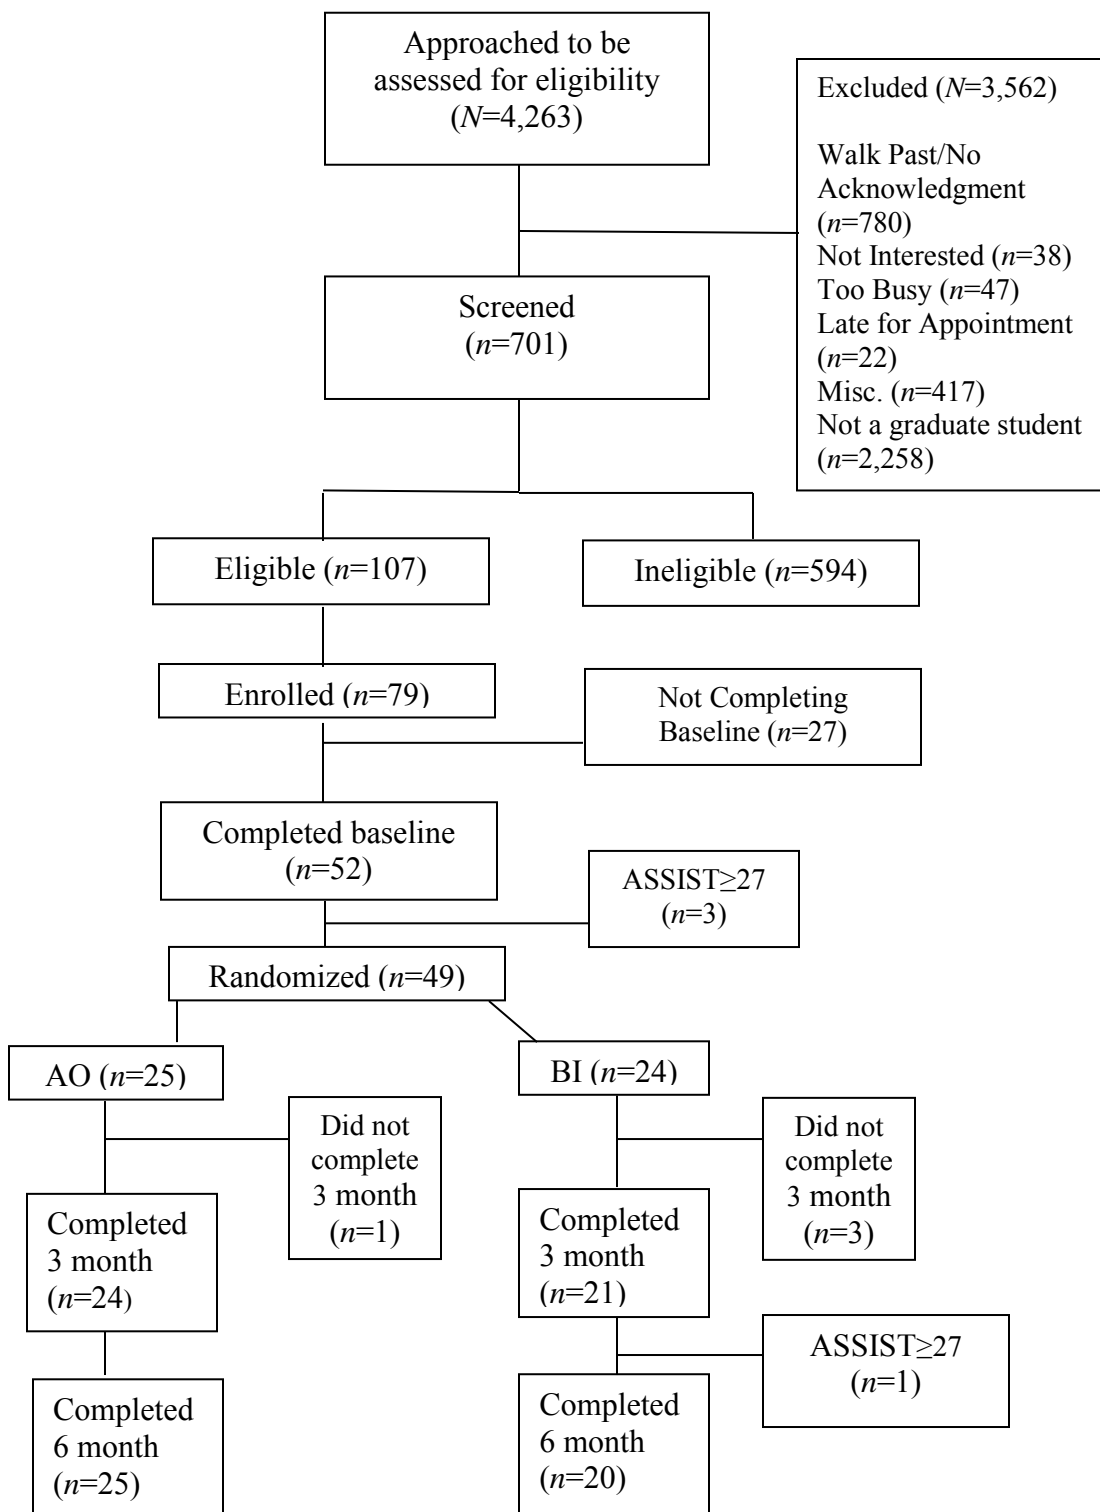 Approached to be
assessed for eligibility
(N=4,263)
Excluded (N=3,562)
Walk Past/No
Acknowledgment
(n=780)
Not Interested (n=38)
Too Busy (n=47)
Late for Appointment
(n=22)
Misc. (n=417)
Not a graduate student
(n=2,258)
Screened
(n=701)
Eligible (n=107)
Ineligible (n=594)
Enrolled (n=79)
Not Completing
Baseline (n=27)
Completed baseline
(n=52)
ASSIST≥27
(n=3)
Randomized (n=49)
AO (n=25)
BI (n=24)
Did not
complete
3 month
(n=1)
Did not
complete
3 month
(n=3)
Completed
3 month
(n=24)
Completed
3 month
(n=21)
ASSIST≥27
(n=1)
Completed
6 month
(n=25)
Completed
6 month
(n=20)